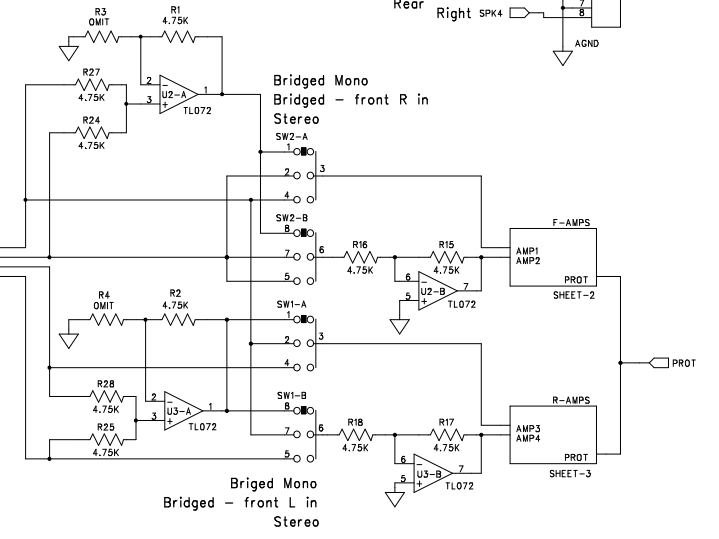 Rear
Right SPK4
7
8
AGND
R3
OMIT
R1
4.75K
R27
4.75K
2
3
U2-A
1
TL072
R24
4.75K
Bridged Mono
Bridged - front R in
Stereo
SW2-A
1
2
3
4
SW2-B
8
7
6
5
R16
4.75K
R15
4.75K
6
5
U2-B
7
TL072
F-AMPS
AMP1
AMP2
PROT
SHEET-2
R4
OMIT
R2
4.75K
SW1-A
1
2
3
4
PROT
R28
4.75K
2
3
U3-A
1
TL072
R25
4.75K
SW1-B
8
7
6
5
R18
4.75K
R17
4.75K
6
5
U3-B
7
TL072
R-AMPS
AMP3
AMP4
PROT
SHEET-3
Briged Mono
Bridged - front L in
Stereo